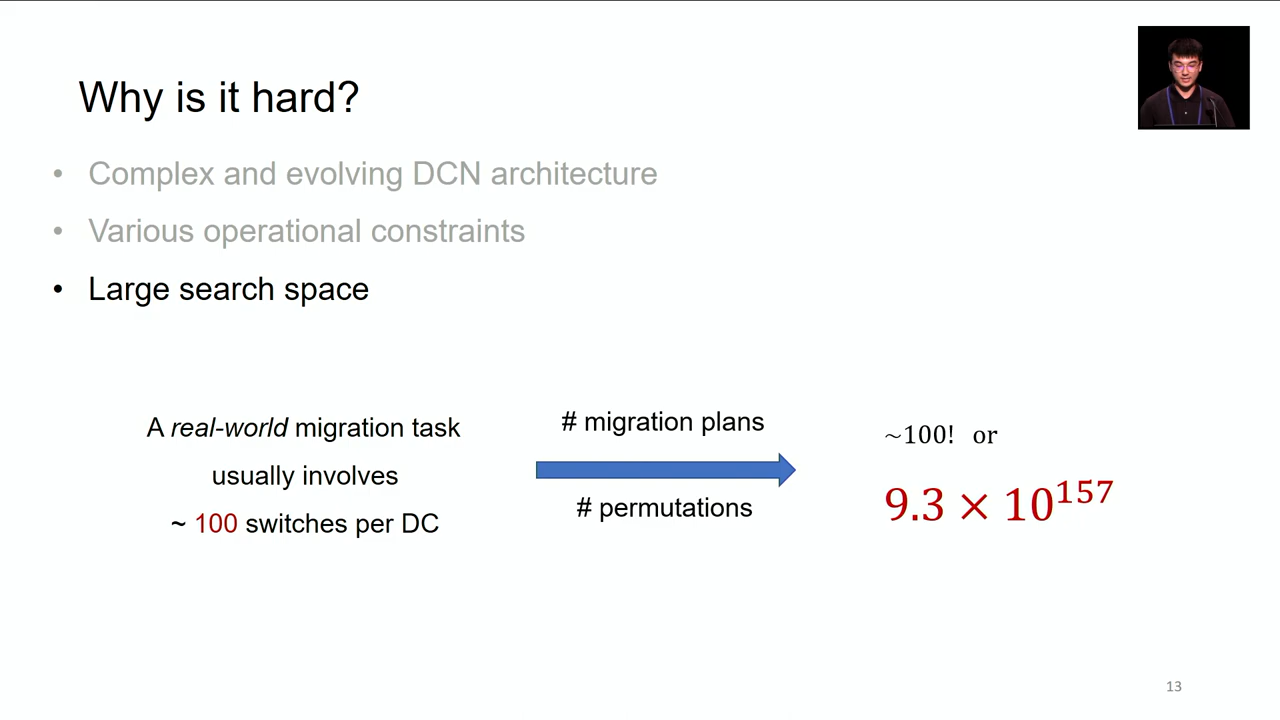 Why is it hard?
• Complex and evolving DCN architecture
• Various operational constraints
• Large search space
A real-world migration task
usually involves
~ 100 switches per DC
# migration plans
# permutations
~100! or
9.3 × 10¹⁵⁷
13